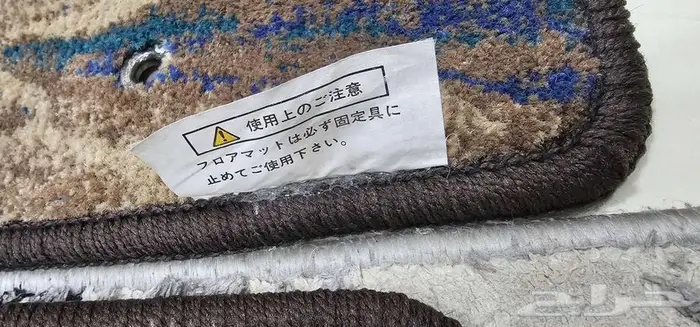 ⚠使用上のご注意
フロアマットは必ず固定具に
止めてご使用下さい。
حراج